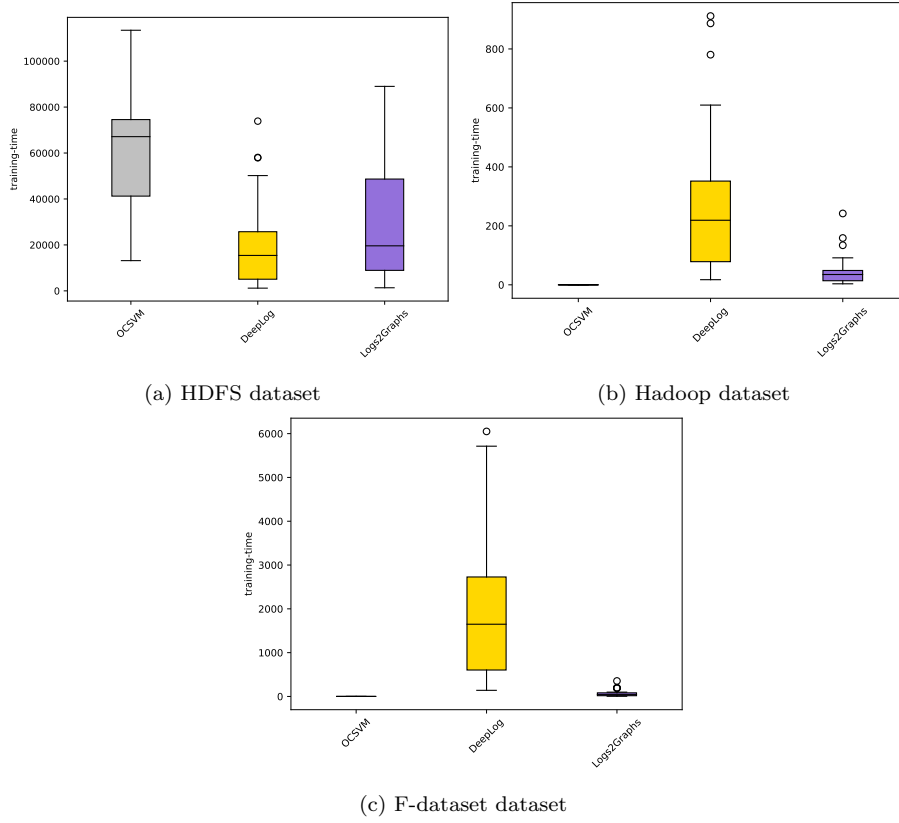 100000
80000
60000
40000
20000
0
training-time
OCSVM
DeepLog
Logs2Graphs
(a) HDFS dataset
800
600
400
200
0
training-time
OCSVM
DeepLog
Logs2Graphs
(b) Hadoop dataset
6000
5000
4000
3000
2000
1000
0
training-time
OCSVM
DeepLog
Logs2Graphs
(c) F-dataset dataset